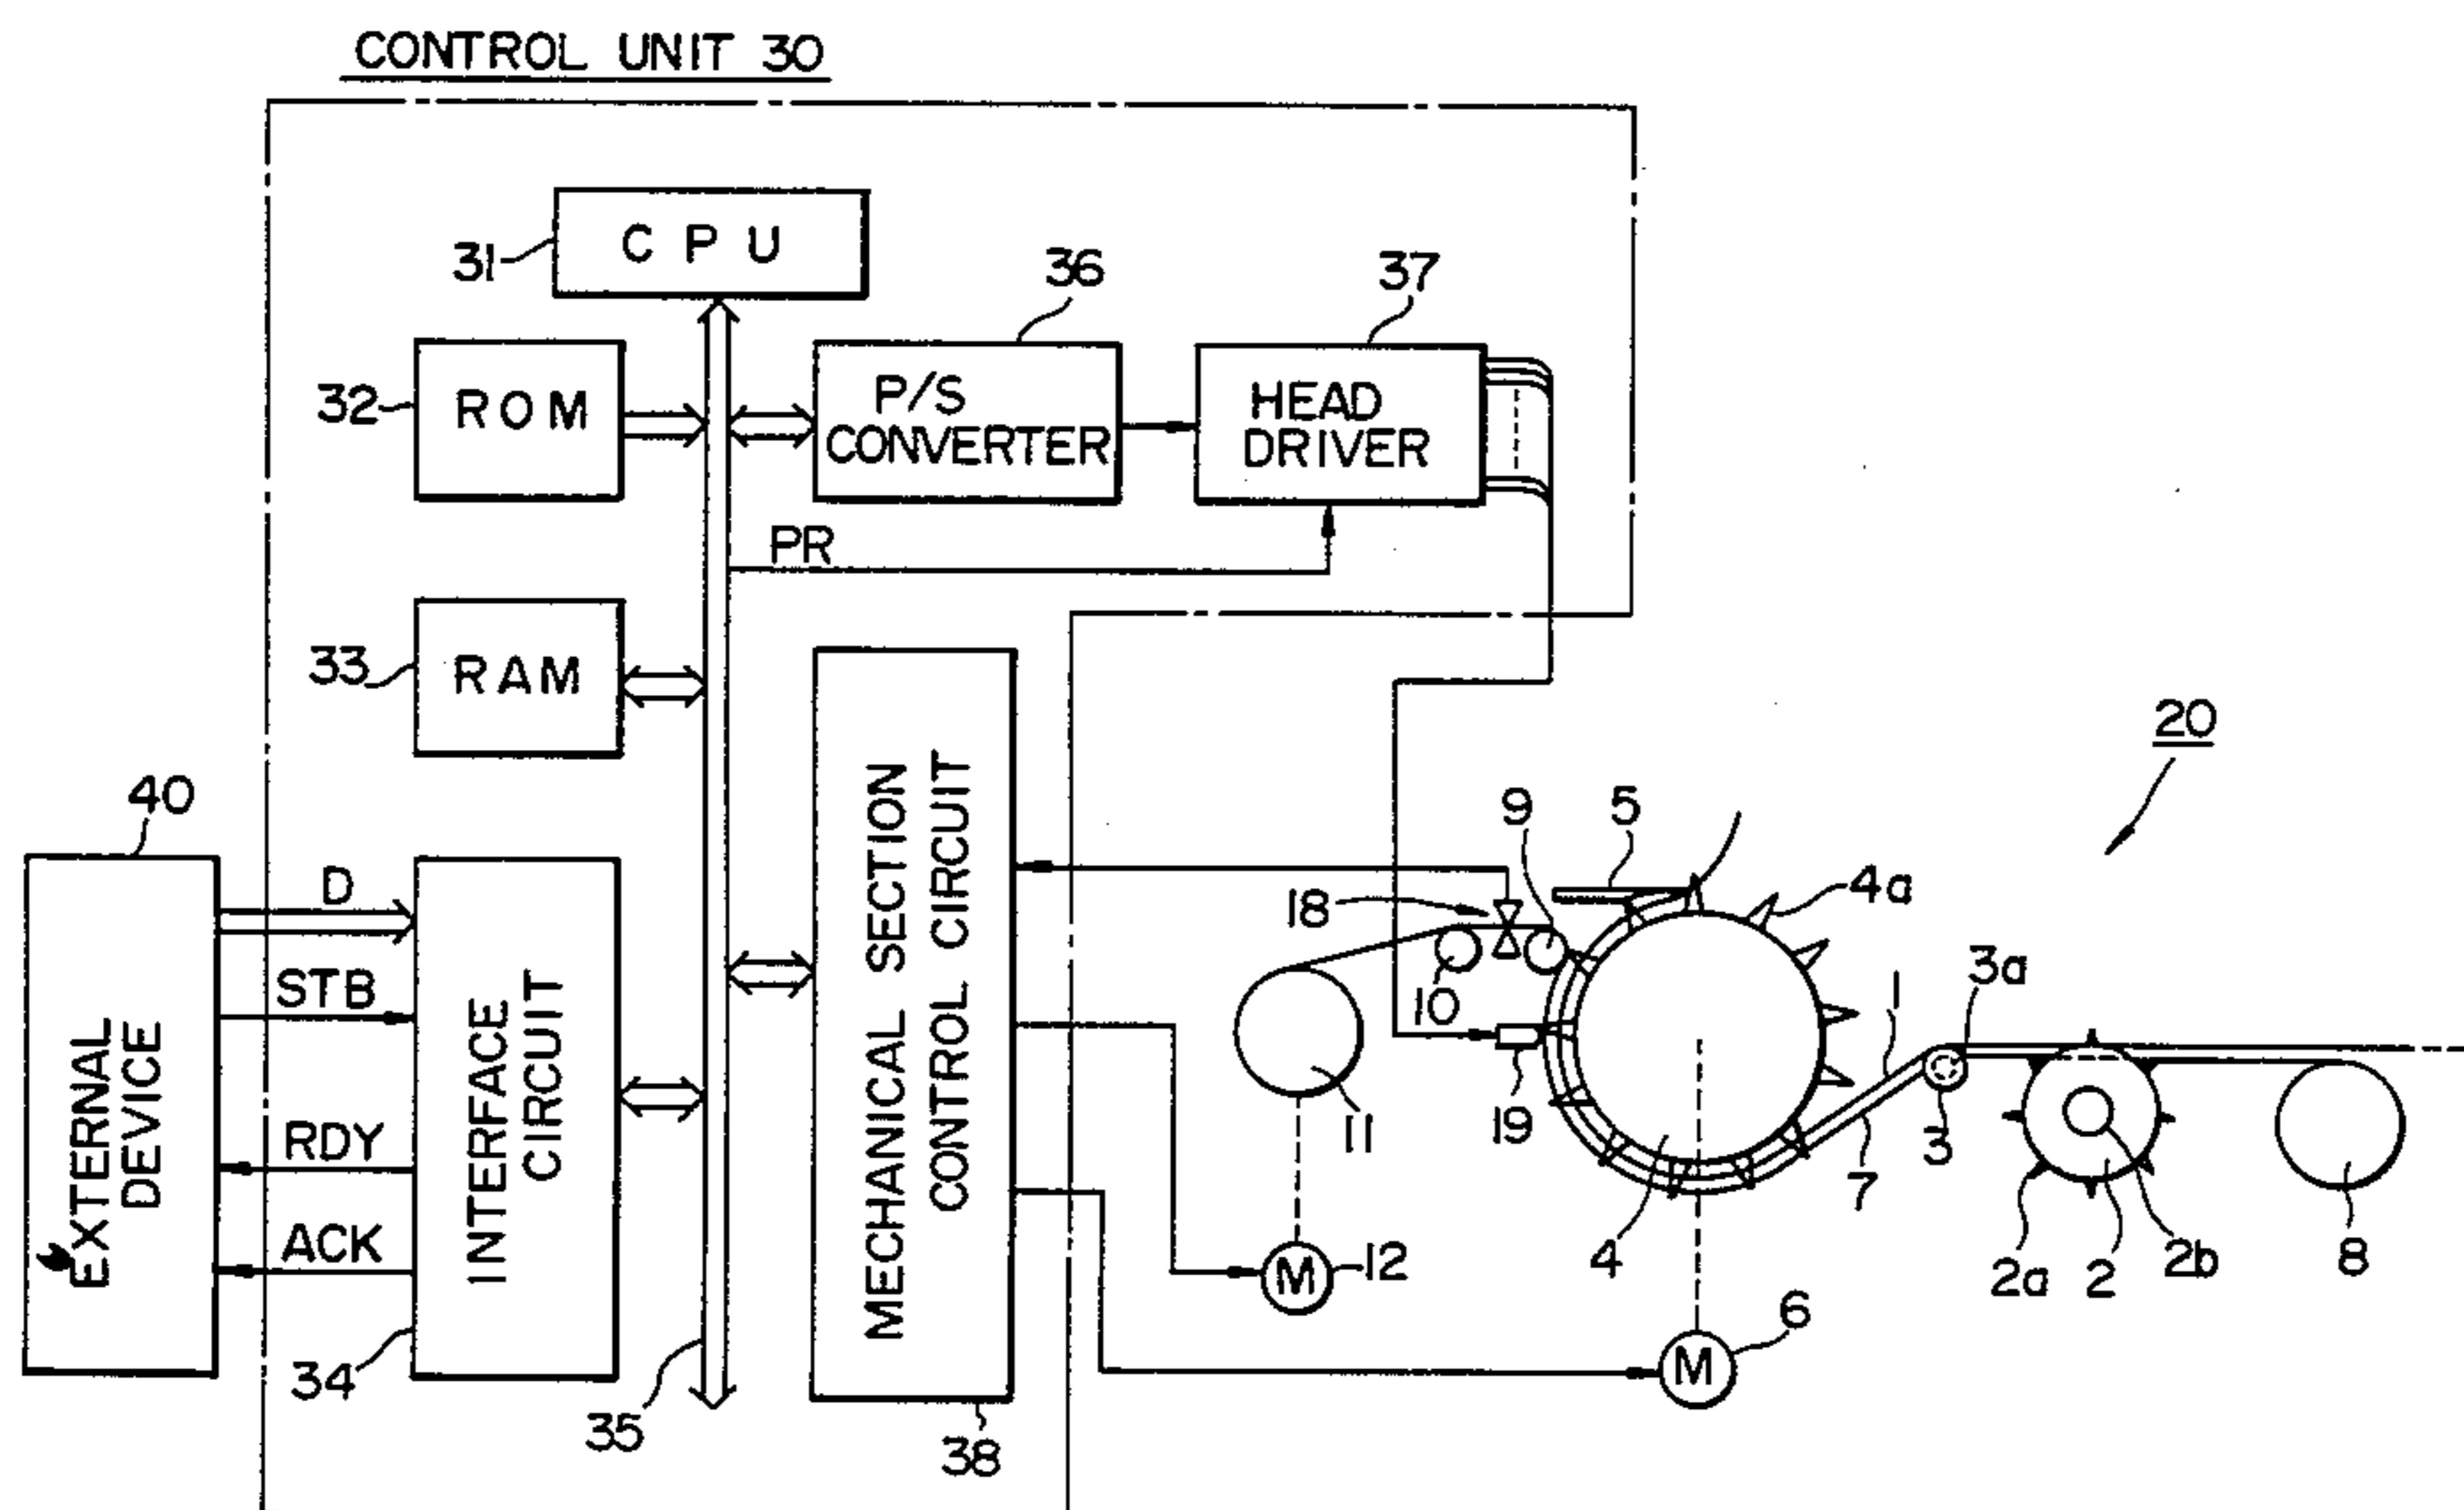 CONTROL UNIT 30
CPU
31
36
37
32
ROM
P/S
CONVERTER
HEAD
DRIVER
PR
33
RAM
20
40
9
5
D
18
4a
STB
3a
10
1
EXTERNAL
DEVICE
INTERFACE
CIRCUIT
MECHANICAL SECTION
CONTROL CIRCUIT
19
11
3
RDY
7
ACK
4
2a
2
2b
8
M
12
6
M
34
35
38